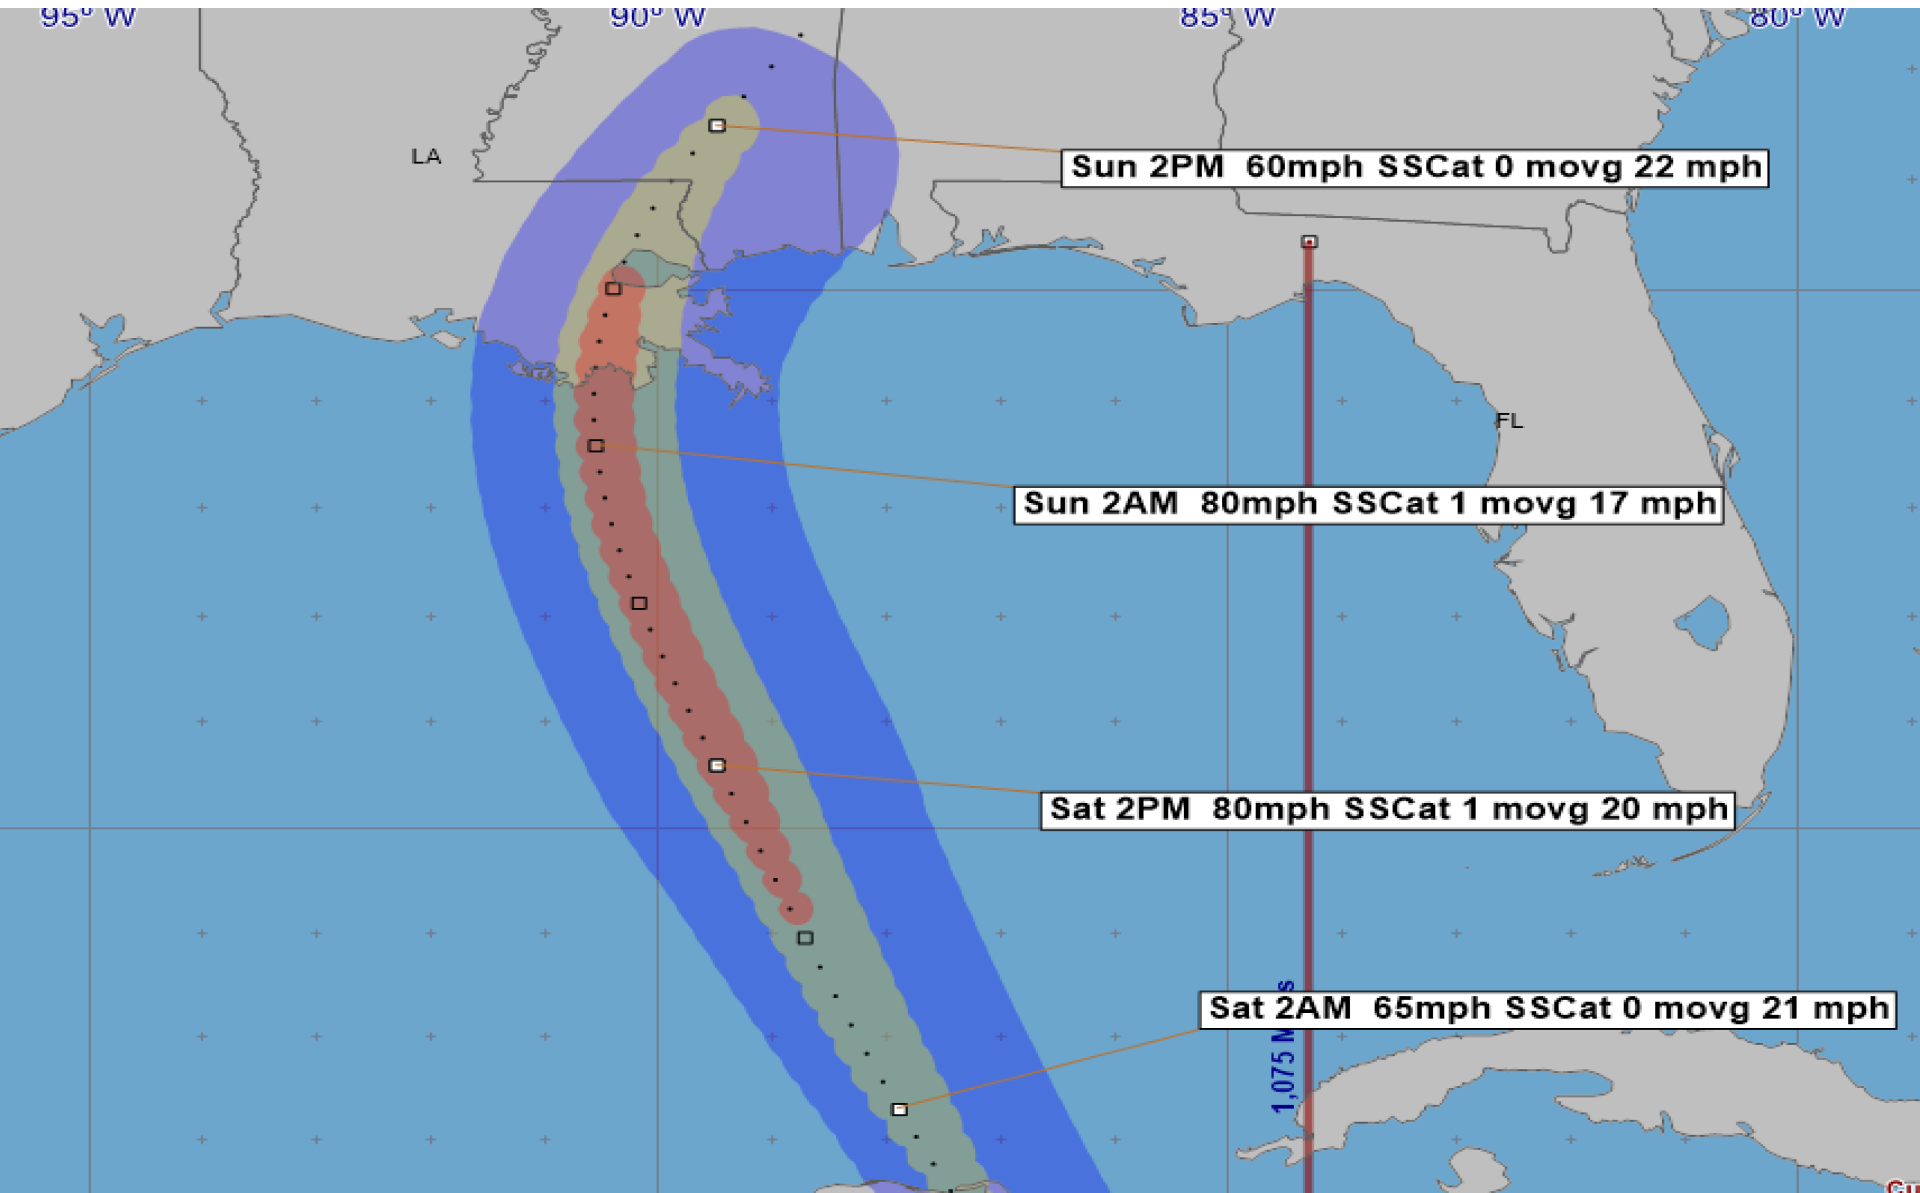 95° W 90° W 85° W 80° W
LA
Sun 2PM 60mph SSCat 0 movg 22 mph
FL
Sun 2AM 80mph SSCat 1 movg 17 mph
Sat 2PM 80mph SSCat 1 movg 20 mph
Sat 2AM 65mph SSCat 0 movg 21 mph
1,075 M s
Cu